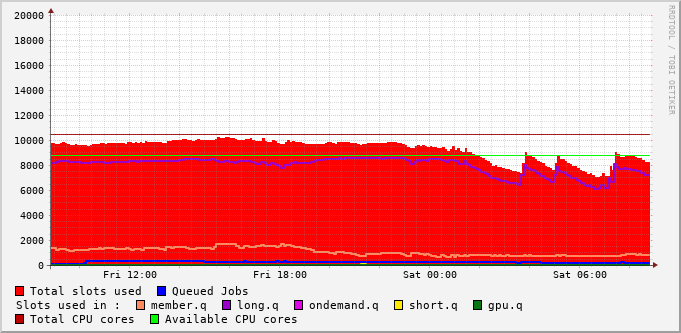 20000
18000
16000
14000
12000
10000
8000
6000
4000
2000
0
Fri 12:00 Fri 18:00 Sat 00:00 Sat 06:00
RRDTOOL / TOBI OETIKER
Total slots used Queued Jobs
Slots used in : member.q long.q ondemand.q short.q gpu.q
Total CPU cores Available CPU cores